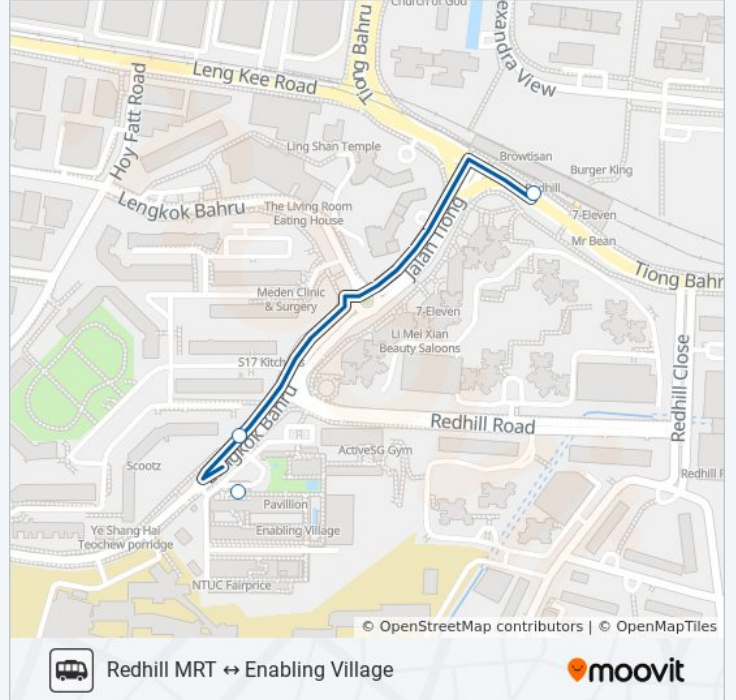 Church of God
Tiong Bahru
exandra View
Leng Kee Road
Hoy Fatt Road
Ling Shan Temple
Browtisan
Burger King
Redhill
Lengkok Bahru
The Living Room
Eating House
7-Eleven
Mr Bean
Jalan Tiong
Tiong Bahr
Meden Clinic
& Surgery
7-Eleven
Li Mei Xian
Beauty Saloons
S17 Kitchens
Redhill Close
Lengkok Bahru
Redhill Road
ActiveSG Gym
Scootz
Redhill F
Pavillion
Ye Shang Hai
Teochew porridge
Enabling Village
NTUC Fairprice
© OpenStreetMap contributors | © OpenMapTiles
Redhill MRT ↔ Enabling Village
moovit